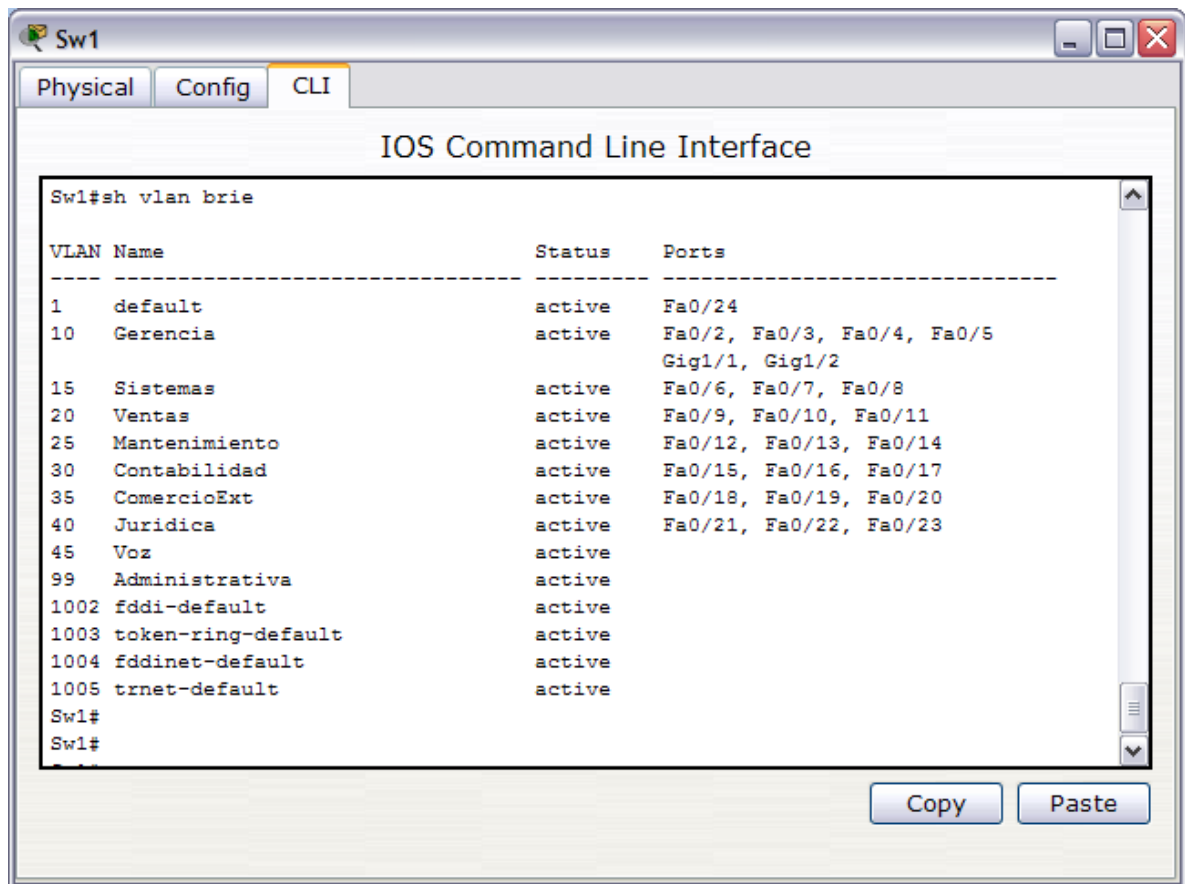 Sw1
Physical Config CLI
IOS Command Line Interface
Sw1#sh vlan brie
VLAN Name Status Ports
---- -------------------------------- --------- -------------------------------
1 default active Fa0/24
10 Gerencia active Fa0/2, Fa0/3, Fa0/4, Fa0/5
Gig1/1, Gig1/2
15 Sistemas active Fa0/6, Fa0/7, Fa0/8
20 Ventas active Fa0/9, Fa0/10, Fa0/11
25 Mantenimiento active Fa0/12, Fa0/13, Fa0/14
30 Contabilidad active Fa0/15, Fa0/16, Fa0/17
35 ComercioExt active Fa0/18, Fa0/19, Fa0/20
40 Juridica active Fa0/21, Fa0/22, Fa0/23
45 Voz active
99 Administrativa active
1002 fddi-default active
1003 token-ring-default active
1004 fddinet-default active
1005 trnet-default active
Sw1#
Sw1#
Copy Paste